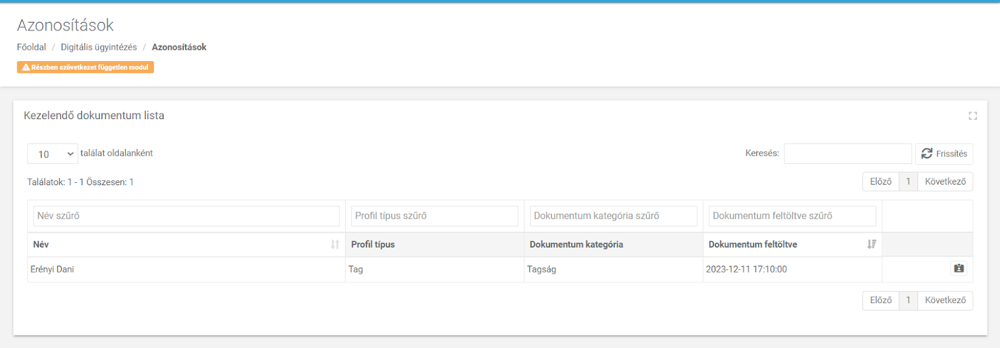 Azonosítások
Főoldal / Digitális ügyintézés / Azonosítások
Részben szövetkezet független modul
Kezelendő dokumentum lista
10 találat oldalanként
Keresés: Frissítés
Találatok: 1 - 1 Összesen: 1
Előző 1 Következő
Név szűrő Profil típus szűrő Dokumentum kategória szűrő Dokumentum feltöltve szűrő
Név Profil típus Dokumentum kategória Dokumentum feltöltve
Erényi Dani Tag Tagság 2023-12-11 17:10:00
Előző 1 Következő